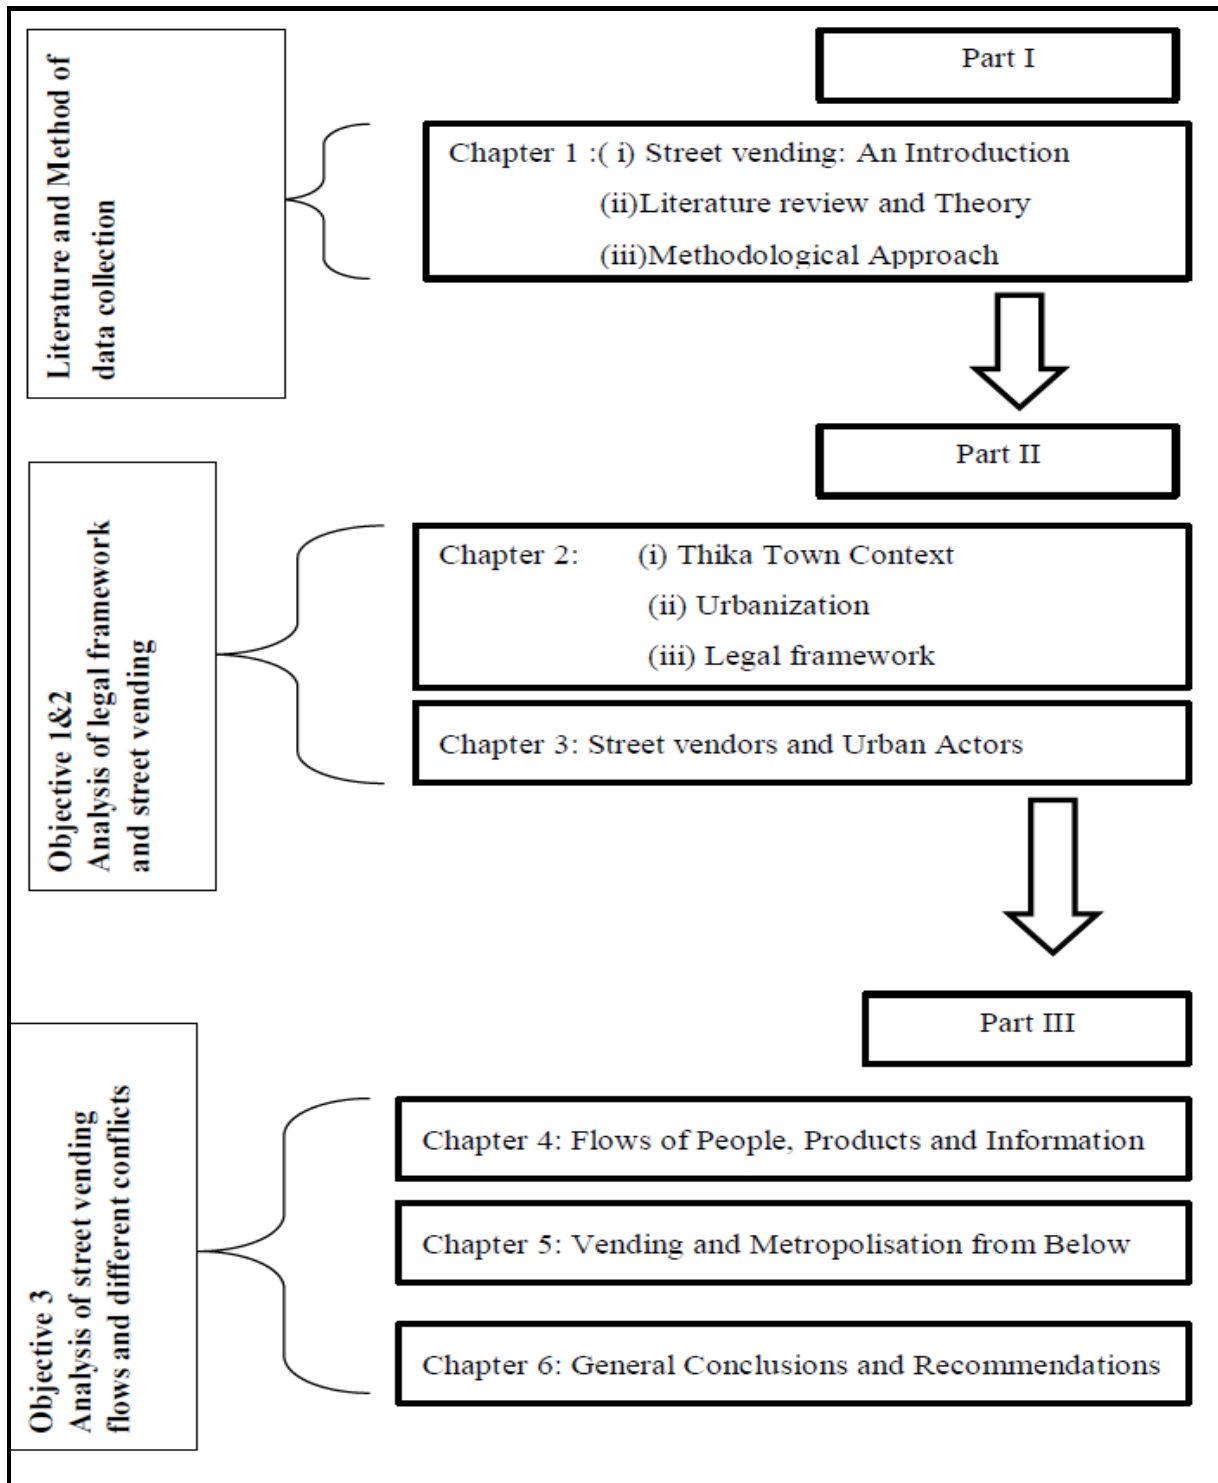 Literature and Method of
data collection
Part I
Chapter 1 :( i) Street vending: An Introduction
(ii)Literature review and Theory
(iii)Methodological Approach
Part II
Objective 1&2
Analysis of legal framework
and street vending
Chapter 2: (i) Thika Town Context
(ii) Urbanization
(iii) Legal framework
Chapter 3: Street vendors and Urban Actors
Part III
Objective 3
Analysis of street vending
flows and different conflicts
Chapter 4: Flows of People, Products and Information
Chapter 5: Vending and Metropolisation from Below
Chapter 6: General Conclusions and Recommendations